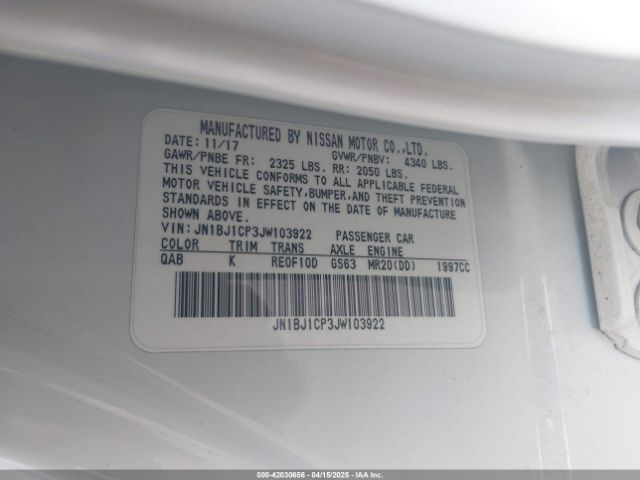 MANUFACTURED BY NISSAN MOTOR CO.,LTD.
DATE: 11/17 GVWR/PNBV: 4340 LBS.
GAWR/PNBE FR: 2325 LBS. RR: 2050 LBS.
THIS VEHICLE CONFORMS TO ALL APPLICABLE FEDERAL
MOTOR VEHICLE SAFETY,BUMPER,AND THEFT PREVENTION
STANDARDS IN EFFECT ON THE DATE OF MANUFACTURE
SHOWN ABOVE.
VIN: JN1BJ1CP3JW103922 PASSENGER CAR
COLOR TRIM TRANS AXLE ENGINE
QAB K REOF10D GS63 MR20(DD) 1997CC
JN1BJ1CP3JW103922
000-42030656 - 04/15/2025 - IAAI.com